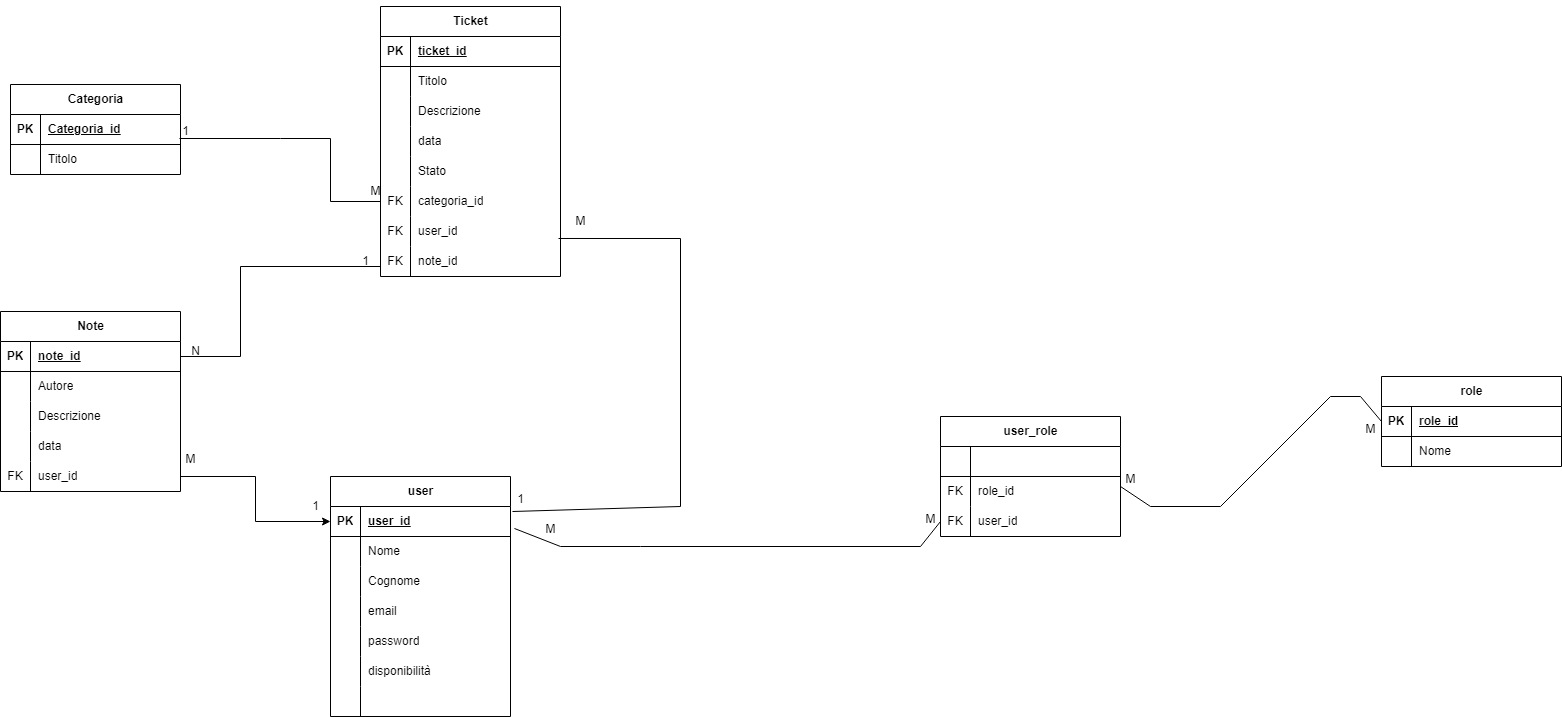 Ticket
PK ticket_id
Titolo
Descrizione
data
Stato
M FK categoria_id
FK user_id M
1 FK note_id
Categoria
PK Categoria_id 1
Titolo
Note
PK note_id N
Autore
Descrizione
data
FK user_id M
user
1 PK user_id 1 M
Nome
Cognome
email
password
disponibilità
user_role
FK role_id M
M FK user_id
role
M PK role_id
Nome